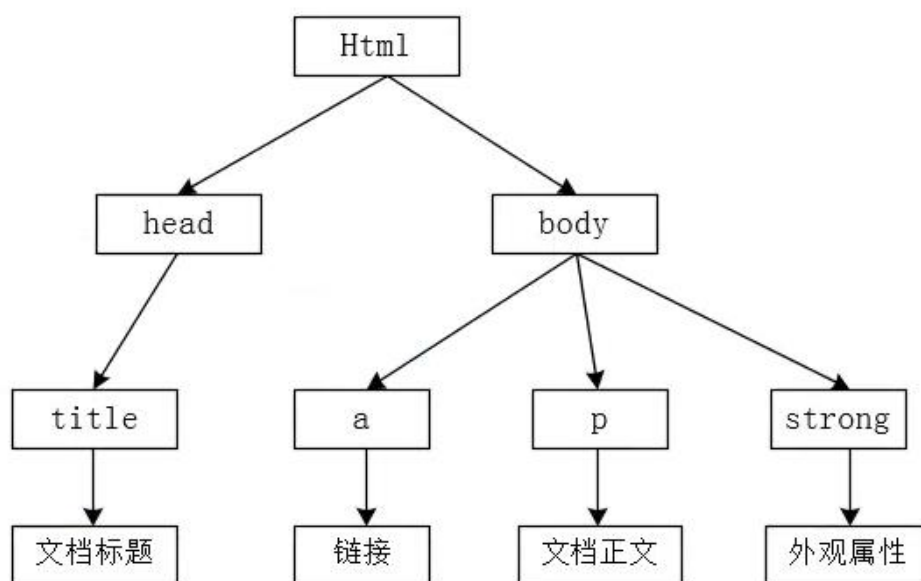 Html
head
body
title
a
p
strong
文档标题
链接
文档正文
外观属性